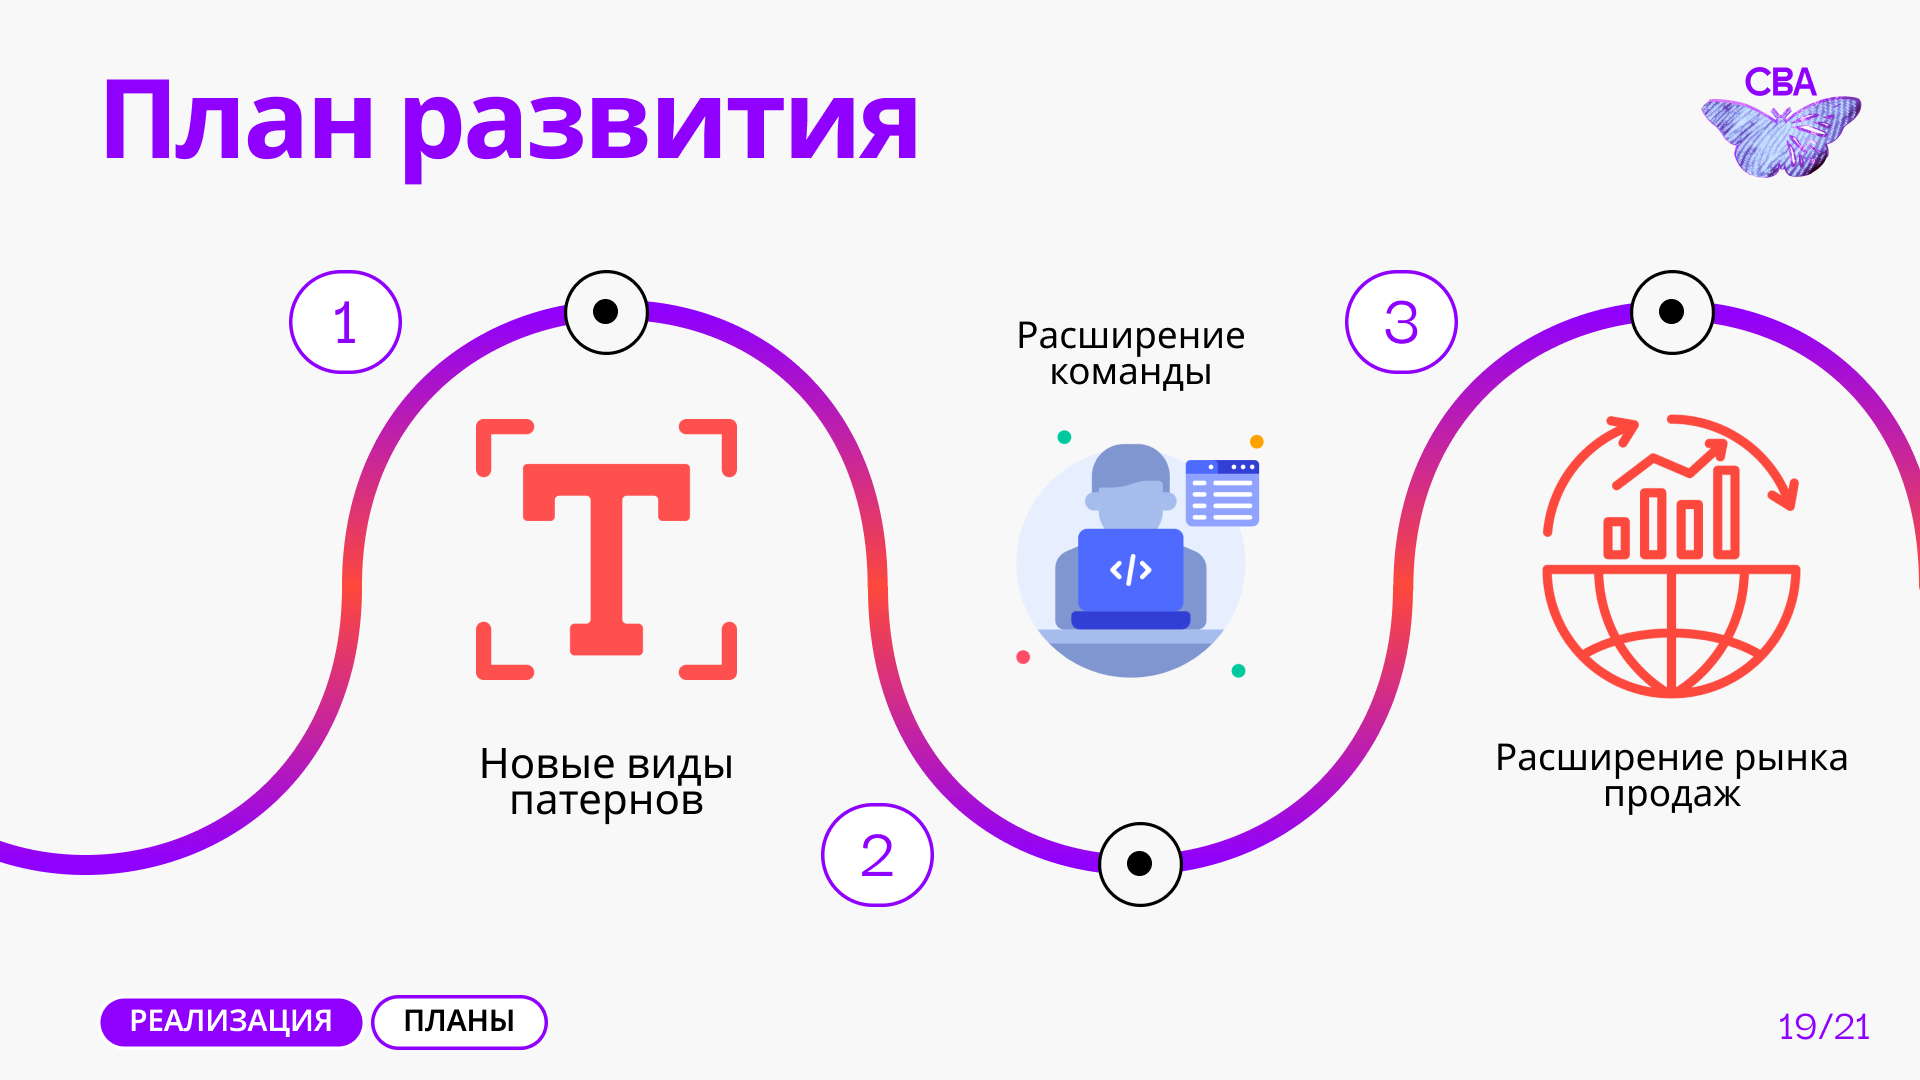 План развития
СВА
1
Новые виды
патернов
2
Расширение
команды
3
Расширение рынка
продаж
РЕАЛИЗАЦИЯ
ПЛАНЫ
19/21